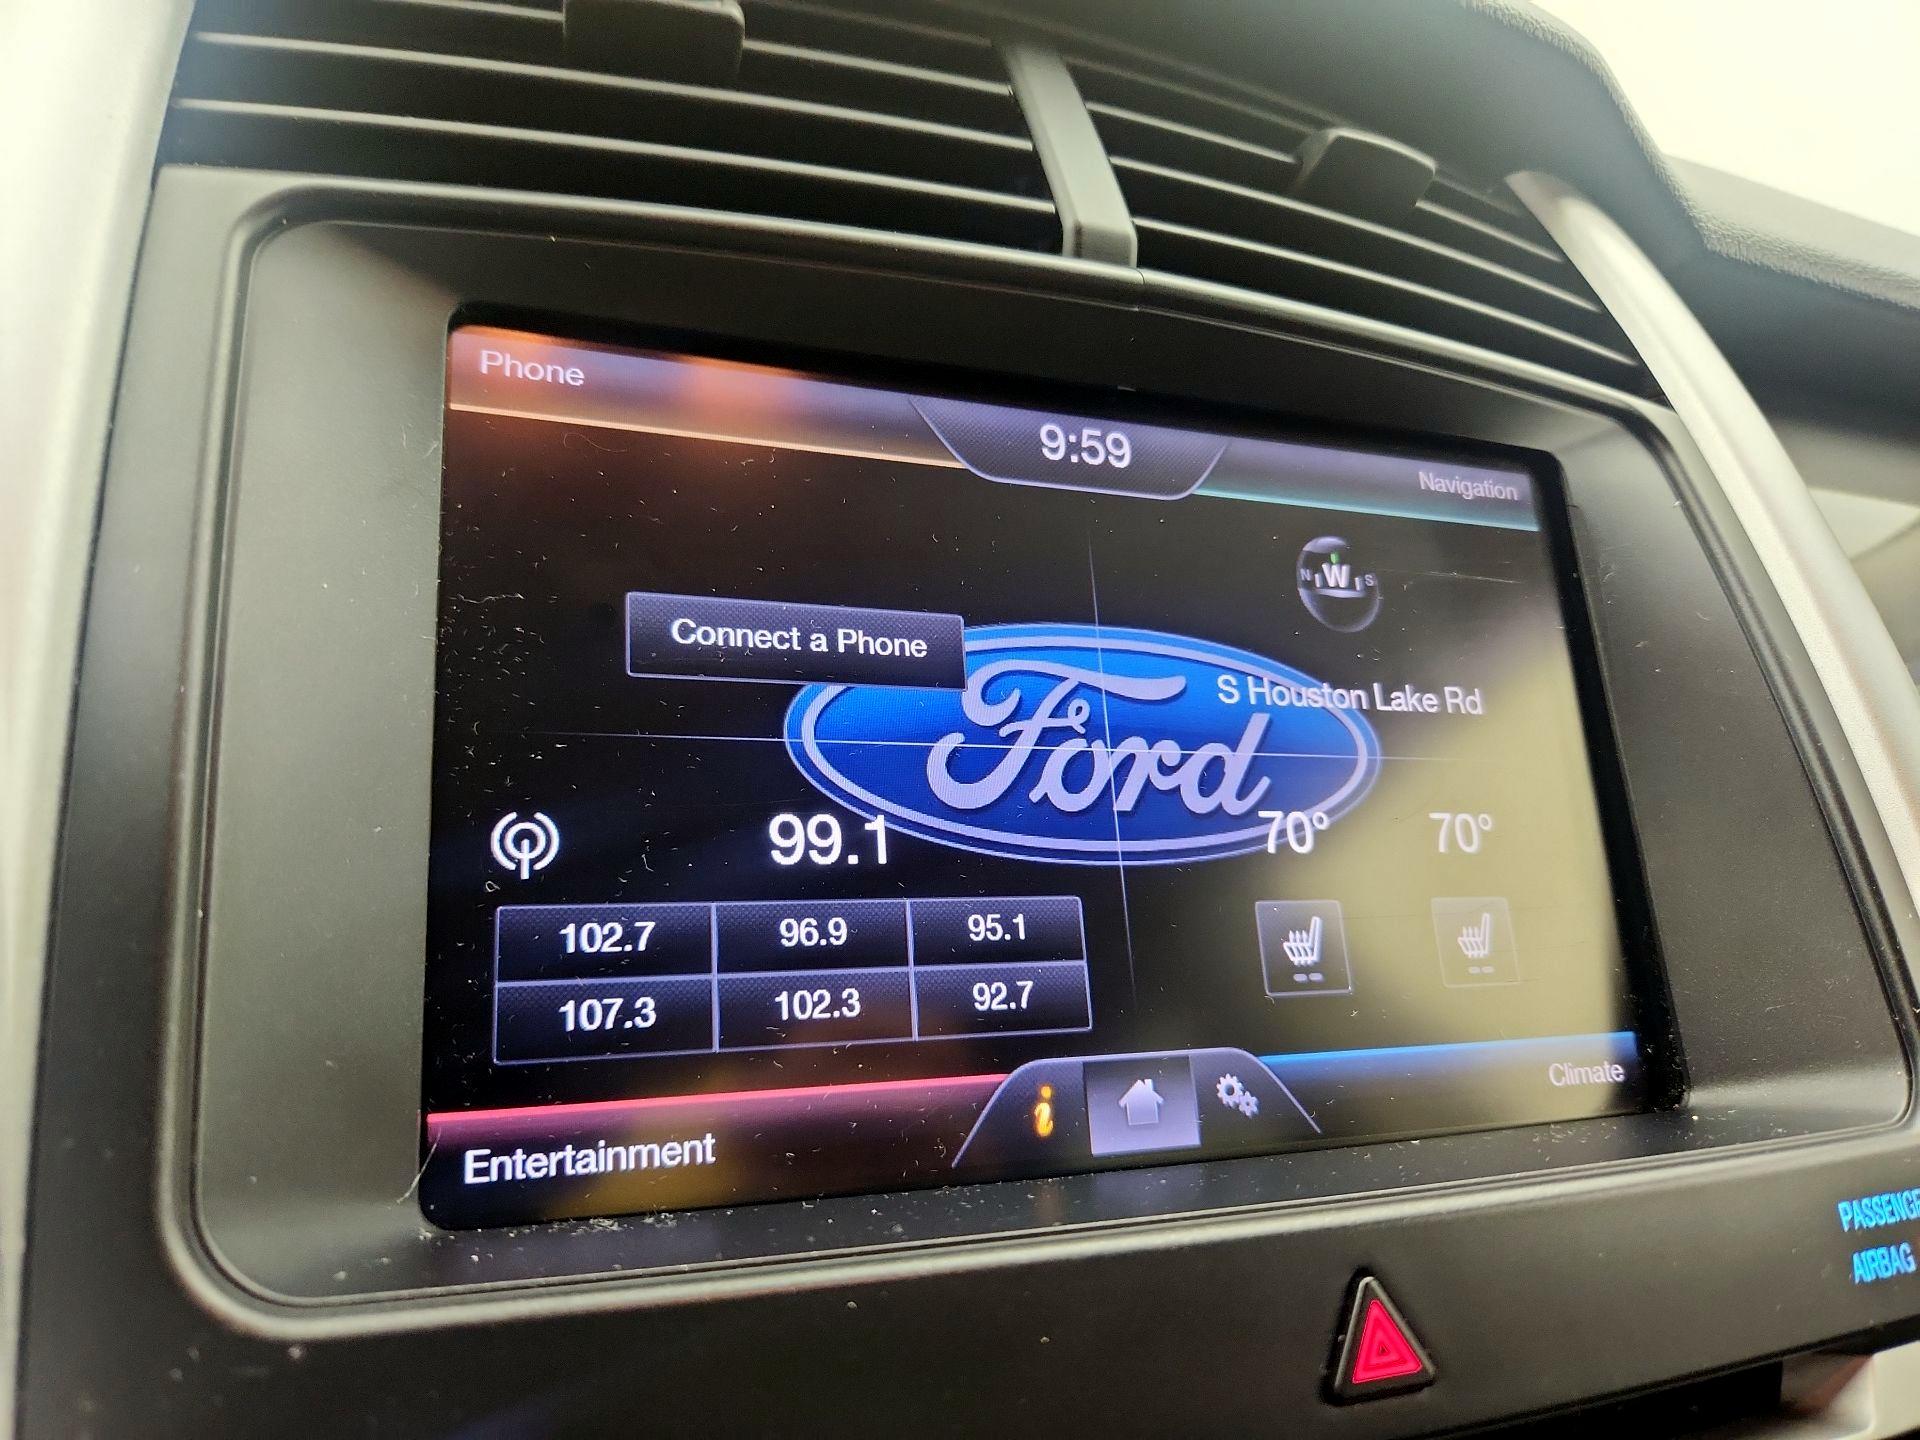 Phone
9:59
Navigation
N W S
Connect a Phone
S Houston Lake Rd
Ford
99.1
70° 70°
102.7 96.9 95.1
107.3 102.3 92.7
i
Entertainment
Climate
PASSENGE
AIRBAG